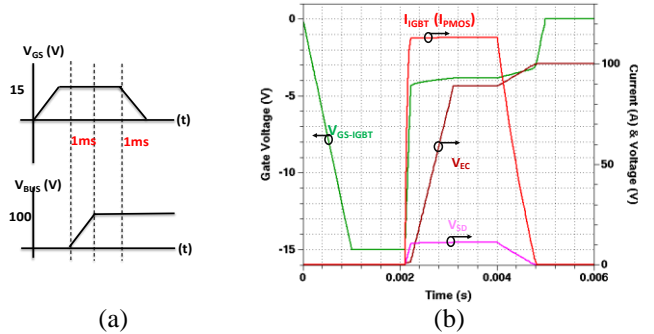 V_GS (V)
15
(t)
1ms
1ms
V_BUS (V)
100
(t)
(a)
I_IGBT (I_PMOS)
V_GS-IGBT
V_EC
V_SD
Gate Voltage (V)
0
-5
-10
-15
Current (A) & Voltage (V)
100
50
0
0
0.002
0.004
0.006
Time (s)
(b)